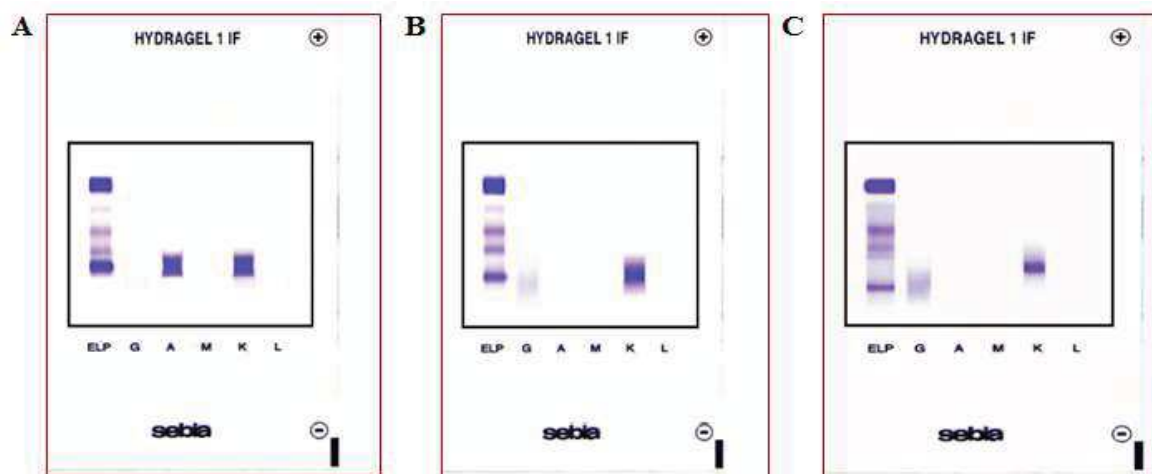 A
HYDRAGEL 1 IF
+
ELP G A M K L
sebia
−
B
HYDRAGEL 1 IF
+
ELP G A M K L
sebia
−
C
HYDRAGEL 1 IF
+
ELP G A M K L
sebia
−